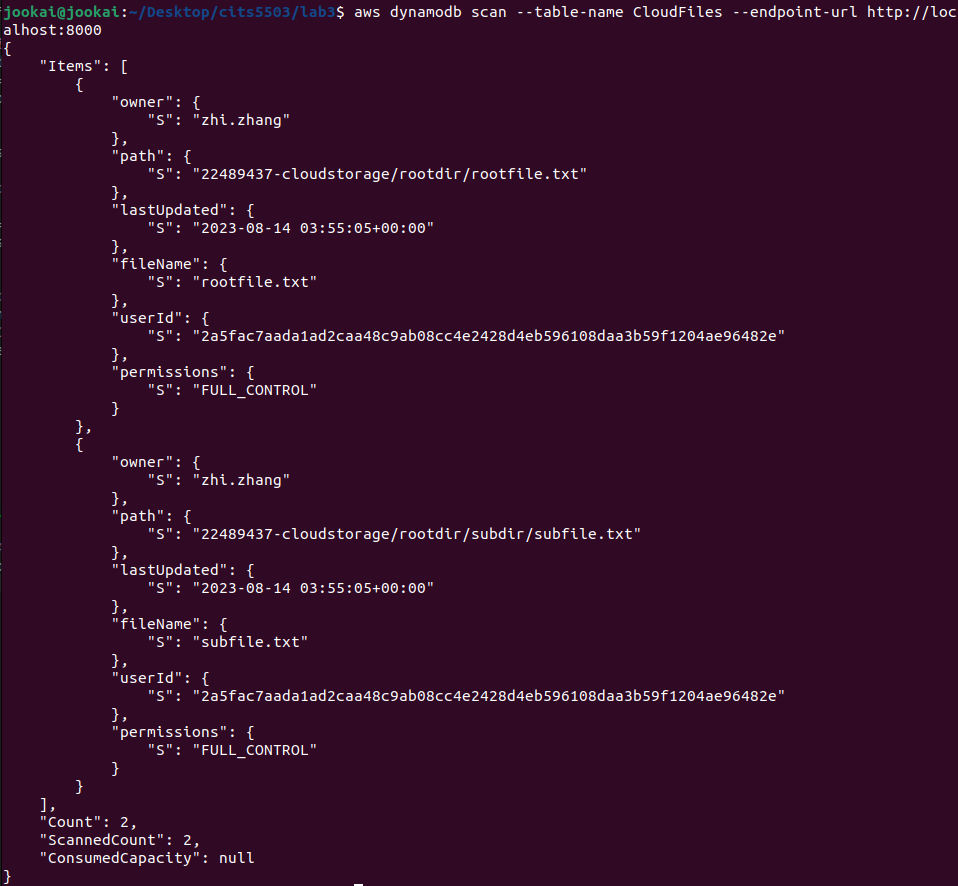 jookai@jookai:~/Desktop/cits5503/lab3$ aws dynamodb scan --table-name CloudFiles --endpoint-url http://loc
alhost:8000
{
    "Items": [
        {
            "owner": {
                "S": "zhi.zhang"
            },
            "path": {
                "S": "22489437-cloudstorage/rootdir/rootfile.txt"
            },
            "lastUpdated": {
                "S": "2023-08-14 03:55:05+00:00"
            },
            "fileName": {
                "S": "rootfile.txt"
            },
            "userId": {
                "S": "2a5fac7aada1ad2caa48c9ab08cc4e2428d4eb596108daa3b59f1204ae96482e"
            },
            "permissions": {
                "S": "FULL_CONTROL"
            }
        },
        {
            "owner": {
                "S": "zhi.zhang"
            },
            "path": {
                "S": "22489437-cloudstorage/rootdir/subdir/subfile.txt"
            },
            "lastUpdated": {
                "S": "2023-08-14 03:55:05+00:00"
            },
            "fileName": {
                "S": "subfile.txt"
            },
            "userId": {
                "S": "2a5fac7aada1ad2caa48c9ab08cc4e2428d4eb596108daa3b59f1204ae96482e"
            },
            "permissions": {
                "S": "FULL_CONTROL"
            }
        }
    ],
    "Count": 2,
    "ScannedCount": 2,
    "ConsumedCapacity": null
}